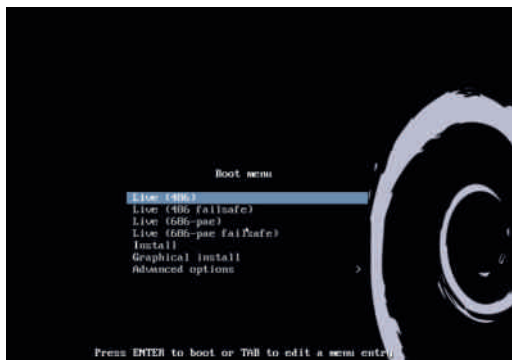 Boot menu
Live (486)
Live (486 failsafe)
Live (686-pae)
Live (686-pae failsafe)
Install
Graphical install
Advanced options >
Press ENTER to boot or TAB to edit a menu entry